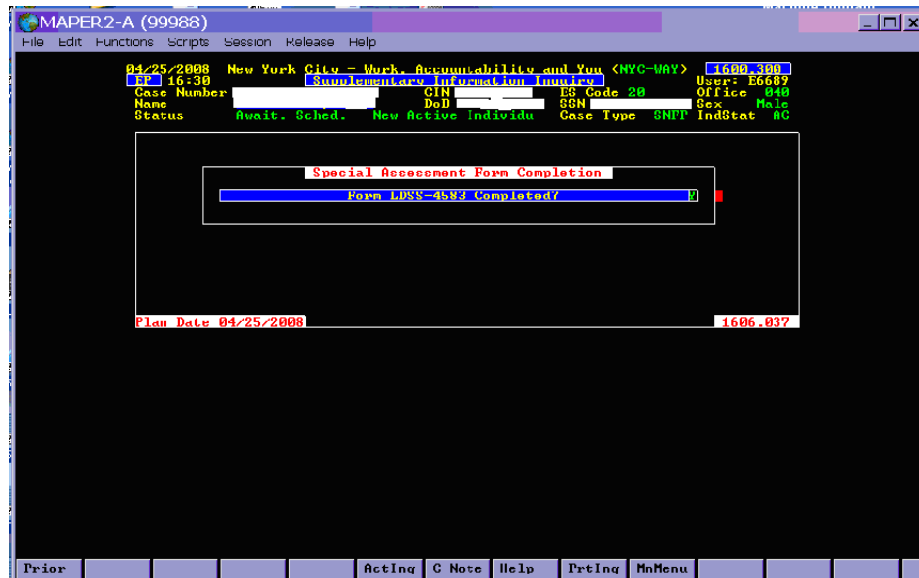 MAPER2-A (99988)
File Edit Functions Scripts Session Release Help
04/25/2008 New York City - Work, Accountability and You <NYC-WAY> 1600.300
EP 16:30 Supplementary Information Inquiry User: E6689
Case Number CIN ES Code 20 Office 040
Name DoD SSN Sex Male
Status Await. Sched. New Active Individu Case Type SNFP IndStat AC
Special Assessment Form Completion
Form LDSS-4583 Completed? Y
Plan Date 04/25/2008 1606.037
Prior ActInq C Note Help PrtInq MnMenu